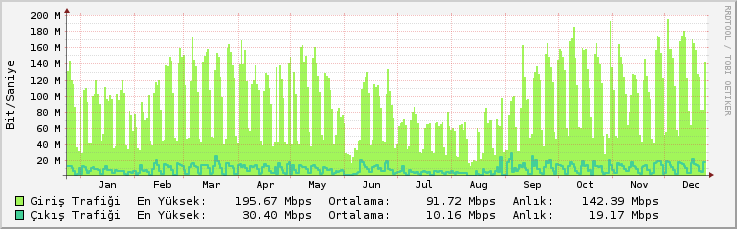 200 M
180 M
160 M
140 M
120 M
100 M
80 M
60 M
40 M
20 M
Bit/Saniye
RRDTOOL / TOBI OETIKER
Jan Feb Mar Apr May Jun Jul Aug Sep Oct Nov Dec
Giriş Trafiği En Yüksek: 195.67 Mbps Ortalama: 91.72 Mbps Anlık: 142.39 Mbps
Çıkış Trafiği En Yüksek: 30.40 Mbps Ortalama: 10.16 Mbps Anlık: 19.17 Mbps